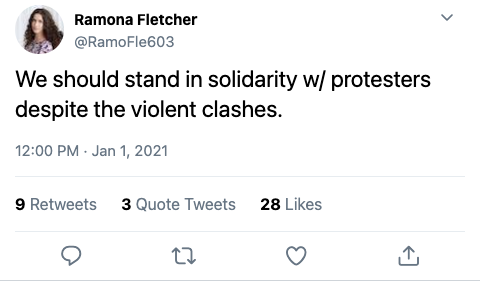 Ramona Fletcher
@RamoFle603
We should stand in solidarity w/ protesters
despite the violent clashes.
12:00 PM · Jan 1, 2021
9 Retweets 3 Quote Tweets 28 Likes